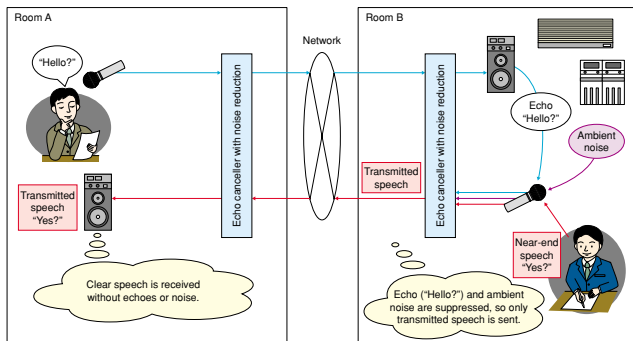 Room A
“Hello?”
Echo canceller with noise reduction
Transmitted
speech
“Yes?”
Clear speech is received
without echoes or noise.
Network
Transmitted
speech
Room B
Echo canceller with noise reduction
Echo
“Hello?”
Ambient
noise
Near-end
speech
“Yes?”
Echo (“Hello?”) and ambient
noise are suppressed, so only
transmitted speech is sent.